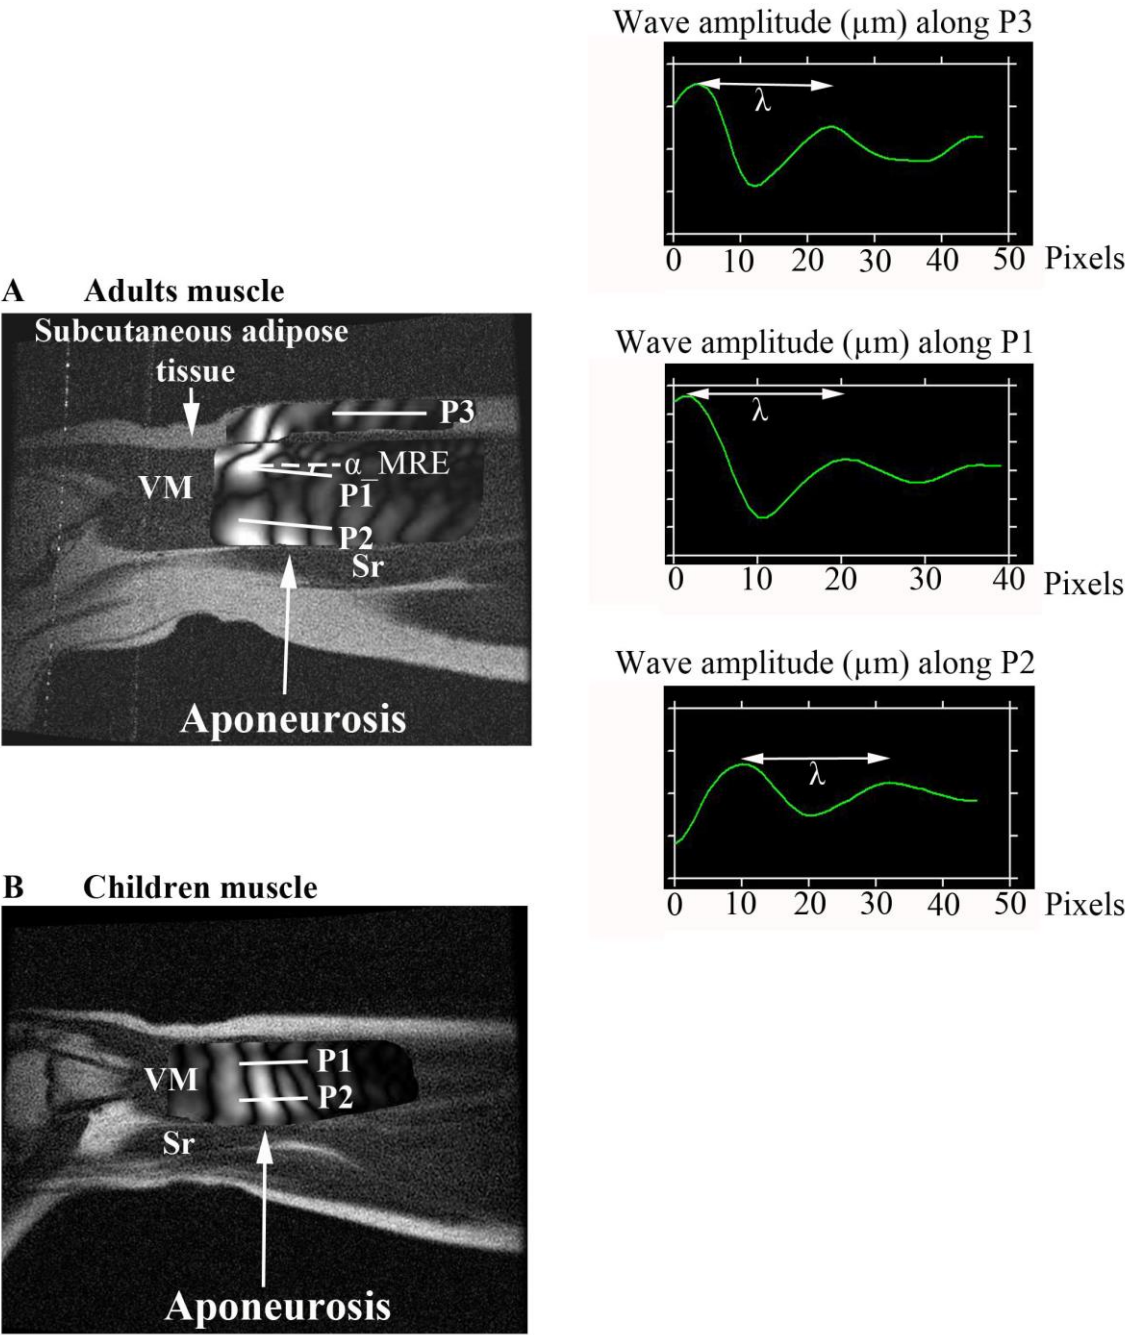 Wave amplitude (µm) along P3
λ
0 10 20 30 40 50 Pixels
A Adults muscle
Subcutaneous adipose
tissue
P3
VM
α_MRE
P1
P2
Sr
Aponeurosis
Wave amplitude (µm) along P1
λ
0 10 20 30 40 Pixels
Wave amplitude (µm) along P2
λ
0 10 20 30 40 50 Pixels
B Children muscle
P1
VM
P2
Sr
Aponeurosis